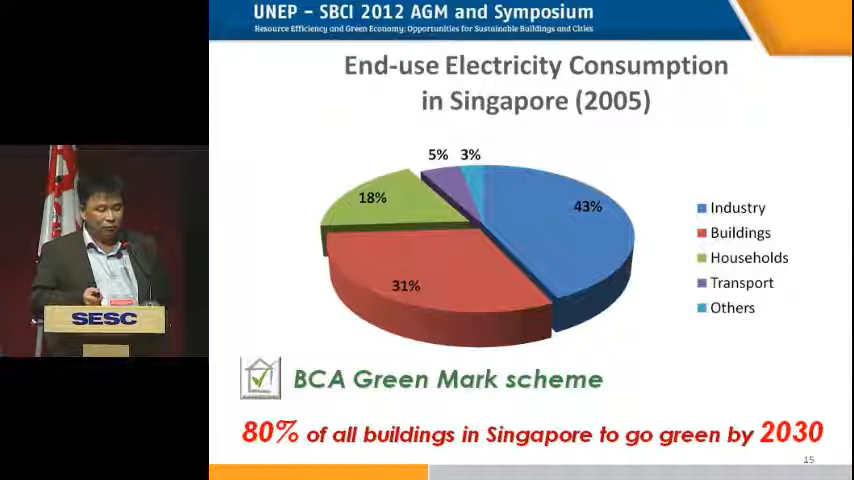 UNEP – SBCI 2012 AGM and Symposium
Resource Efficiency and Green Economy: Opportunities for Sustainable Buildings and Cities
End-use Electricity Consumption
in Singapore (2005)
5% 3%
18%
43%
31%
Industry
Buildings
Households
Transport
Others
SESC
BCA Green Mark scheme
80% of all buildings in Singapore to go green by 2030
15